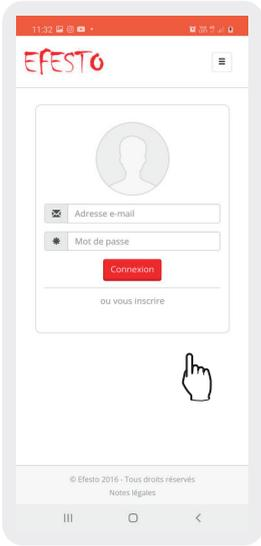 11:32
EFESTO
Adresse e-mail
Mot de passe
Connexion
ou vous inscrire
© Efesto 2016 - Tous droits réservés
Notes légales